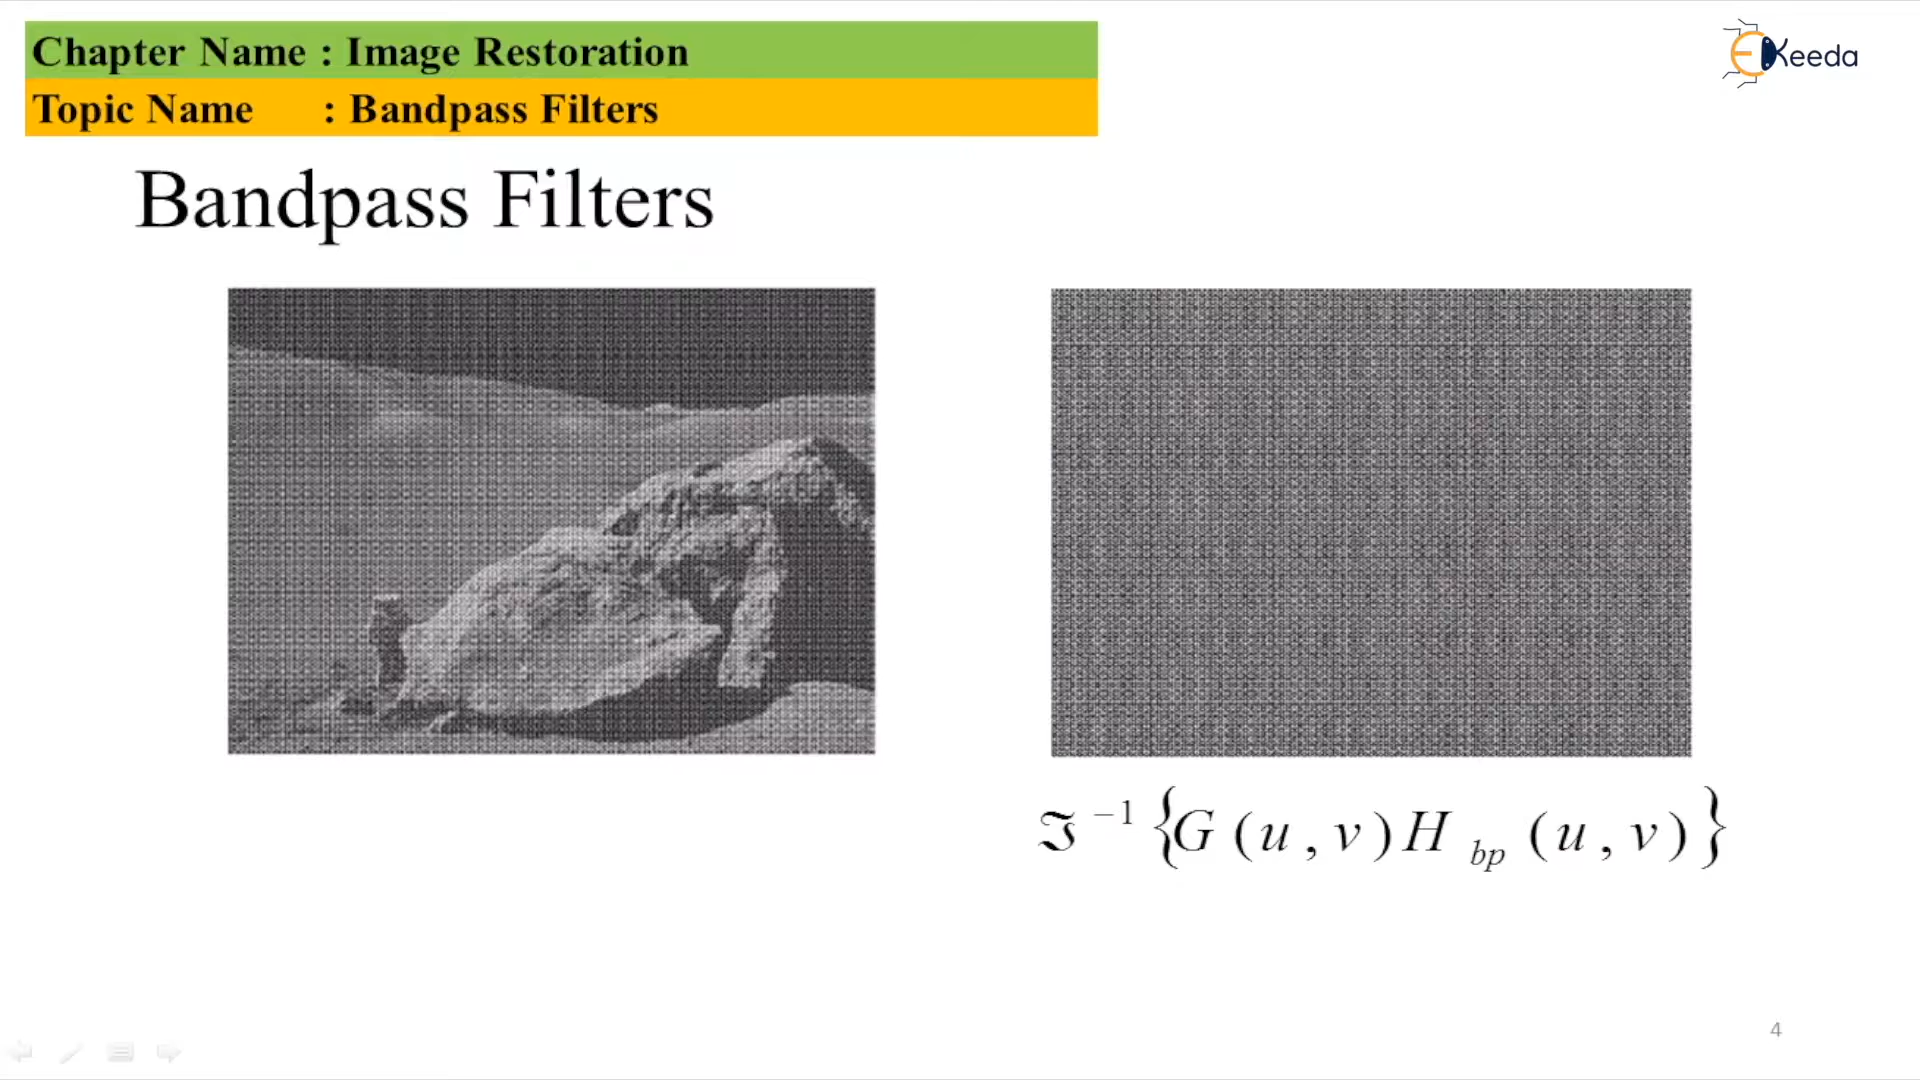 Chapter Name : Image Restoration
Keeda
Topic Name : Bandpass Filters
Bandpass Filters
ℑ⁻¹{G(u,v)H_bp(u,v)}
4